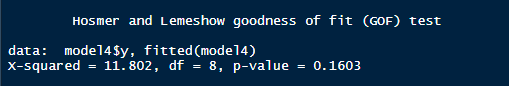 Hosmer and Lemeshow goodness of fit (GOF) test
data: model4$y, fitted(model4)
X-squared = 11.802, df = 8, p-value = 0.1603